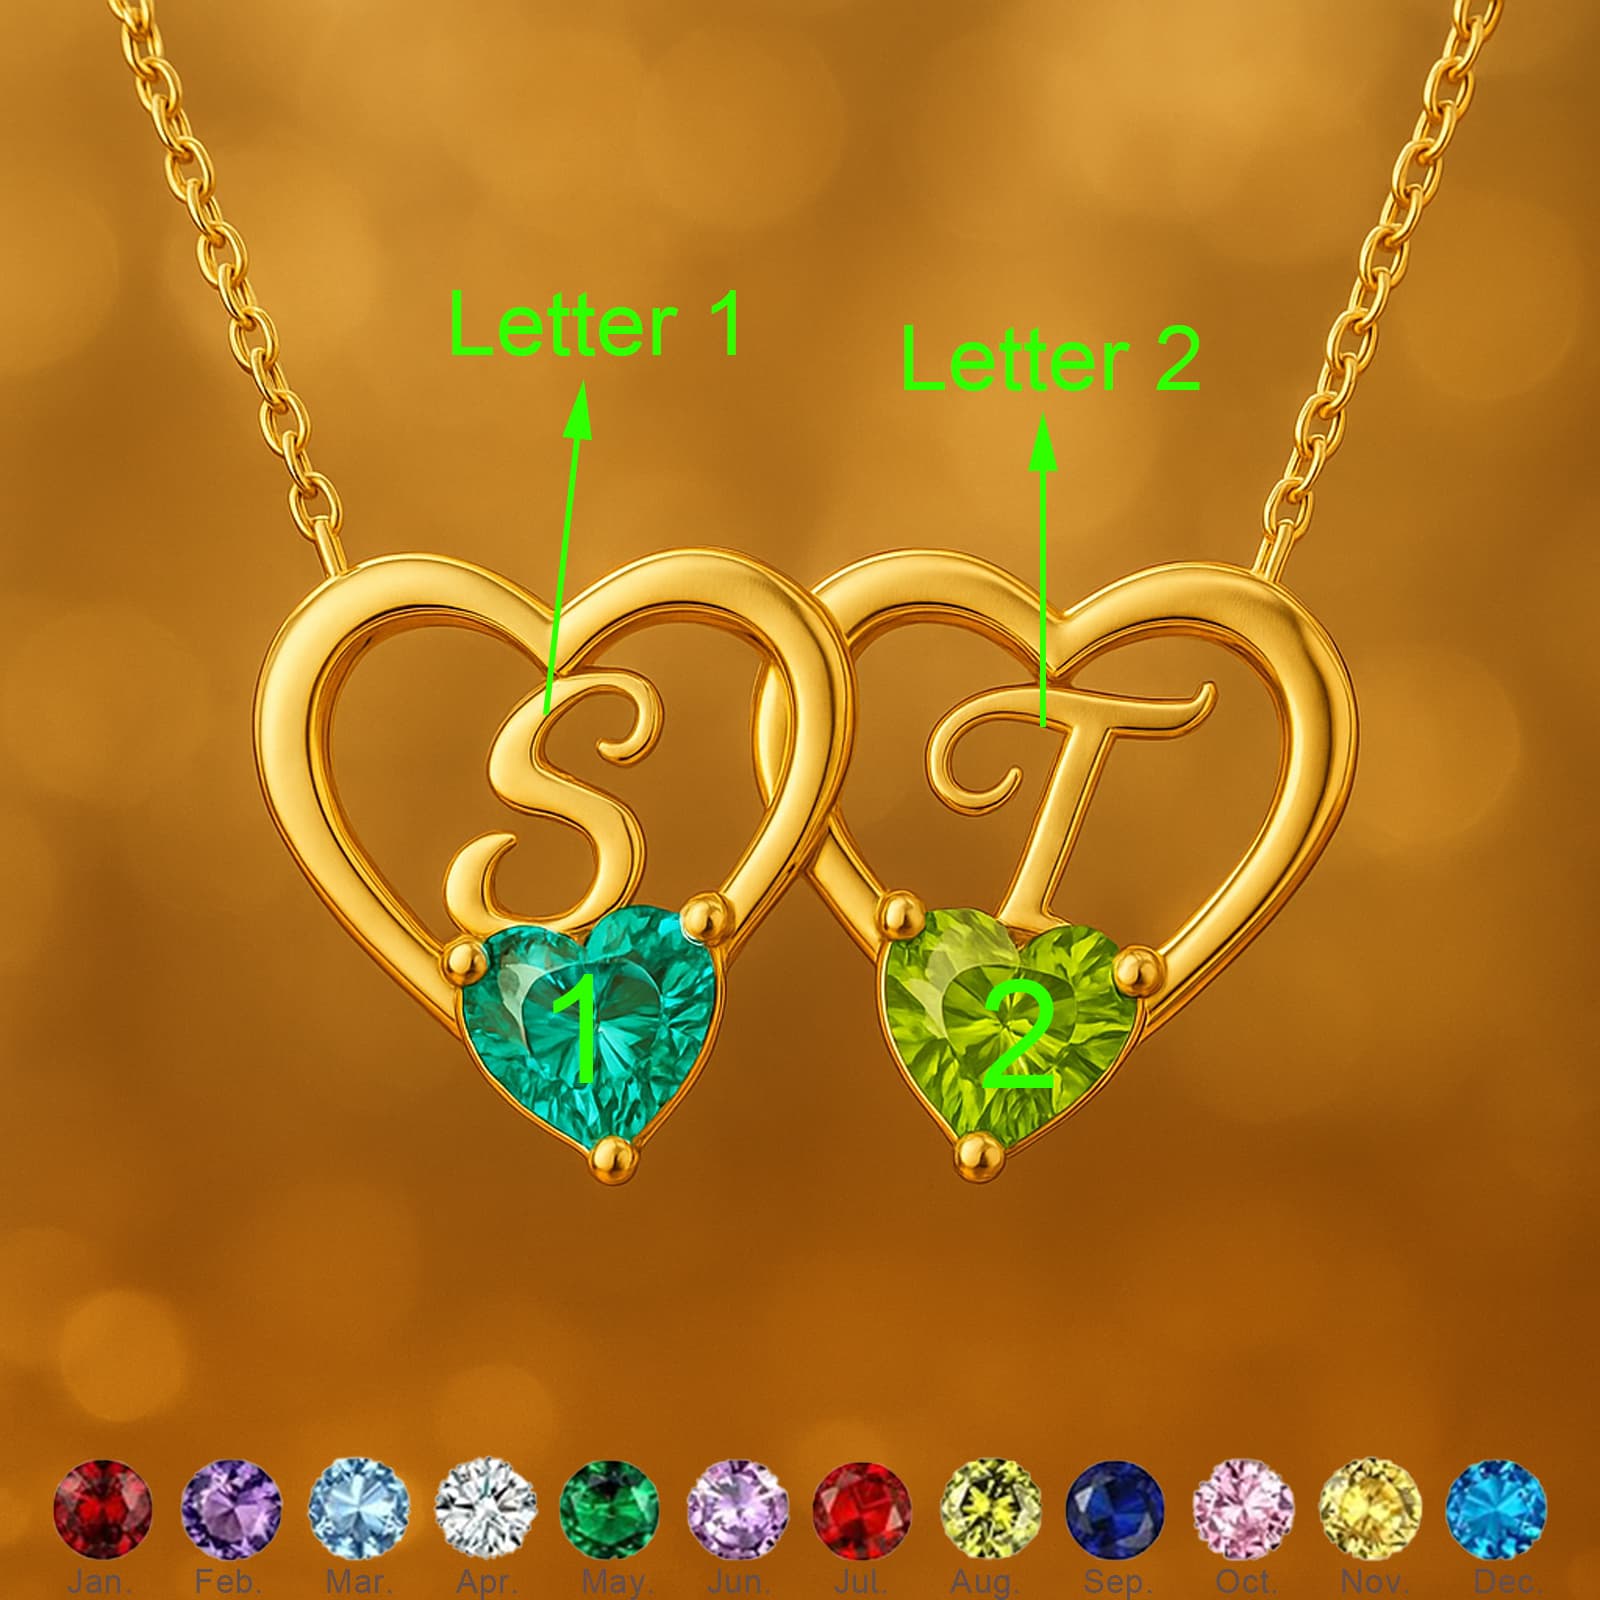 Letter 1
Letter 2
S T
1 2
Jan. Feb. Mar. Apr. May. Jun. Jul. Aug. Sep. Oct. Nov. Dec.